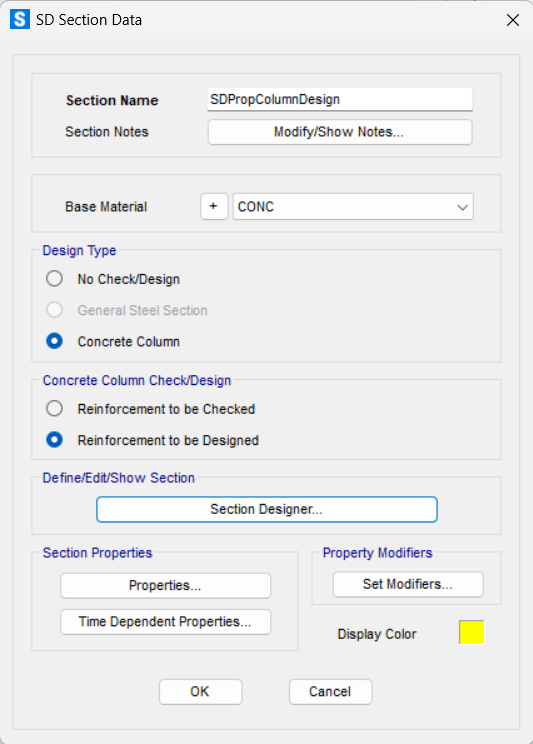 S SD Section Data
Section Name SDPropColumnDesign
Section Notes Modify/Show Notes...
Base Material + CONC
Design Type
No Check/Design
General Steel Section
Concrete Column
Concrete Column Check/Design
Reinforcement to be Checked
Reinforcement to be Designed
Define/Edit/Show Section
Section Designer...
Section Properties
Properties...
Time Dependent Properties...
Property Modifiers
Set Modifiers...
Display Color
OK Cancel